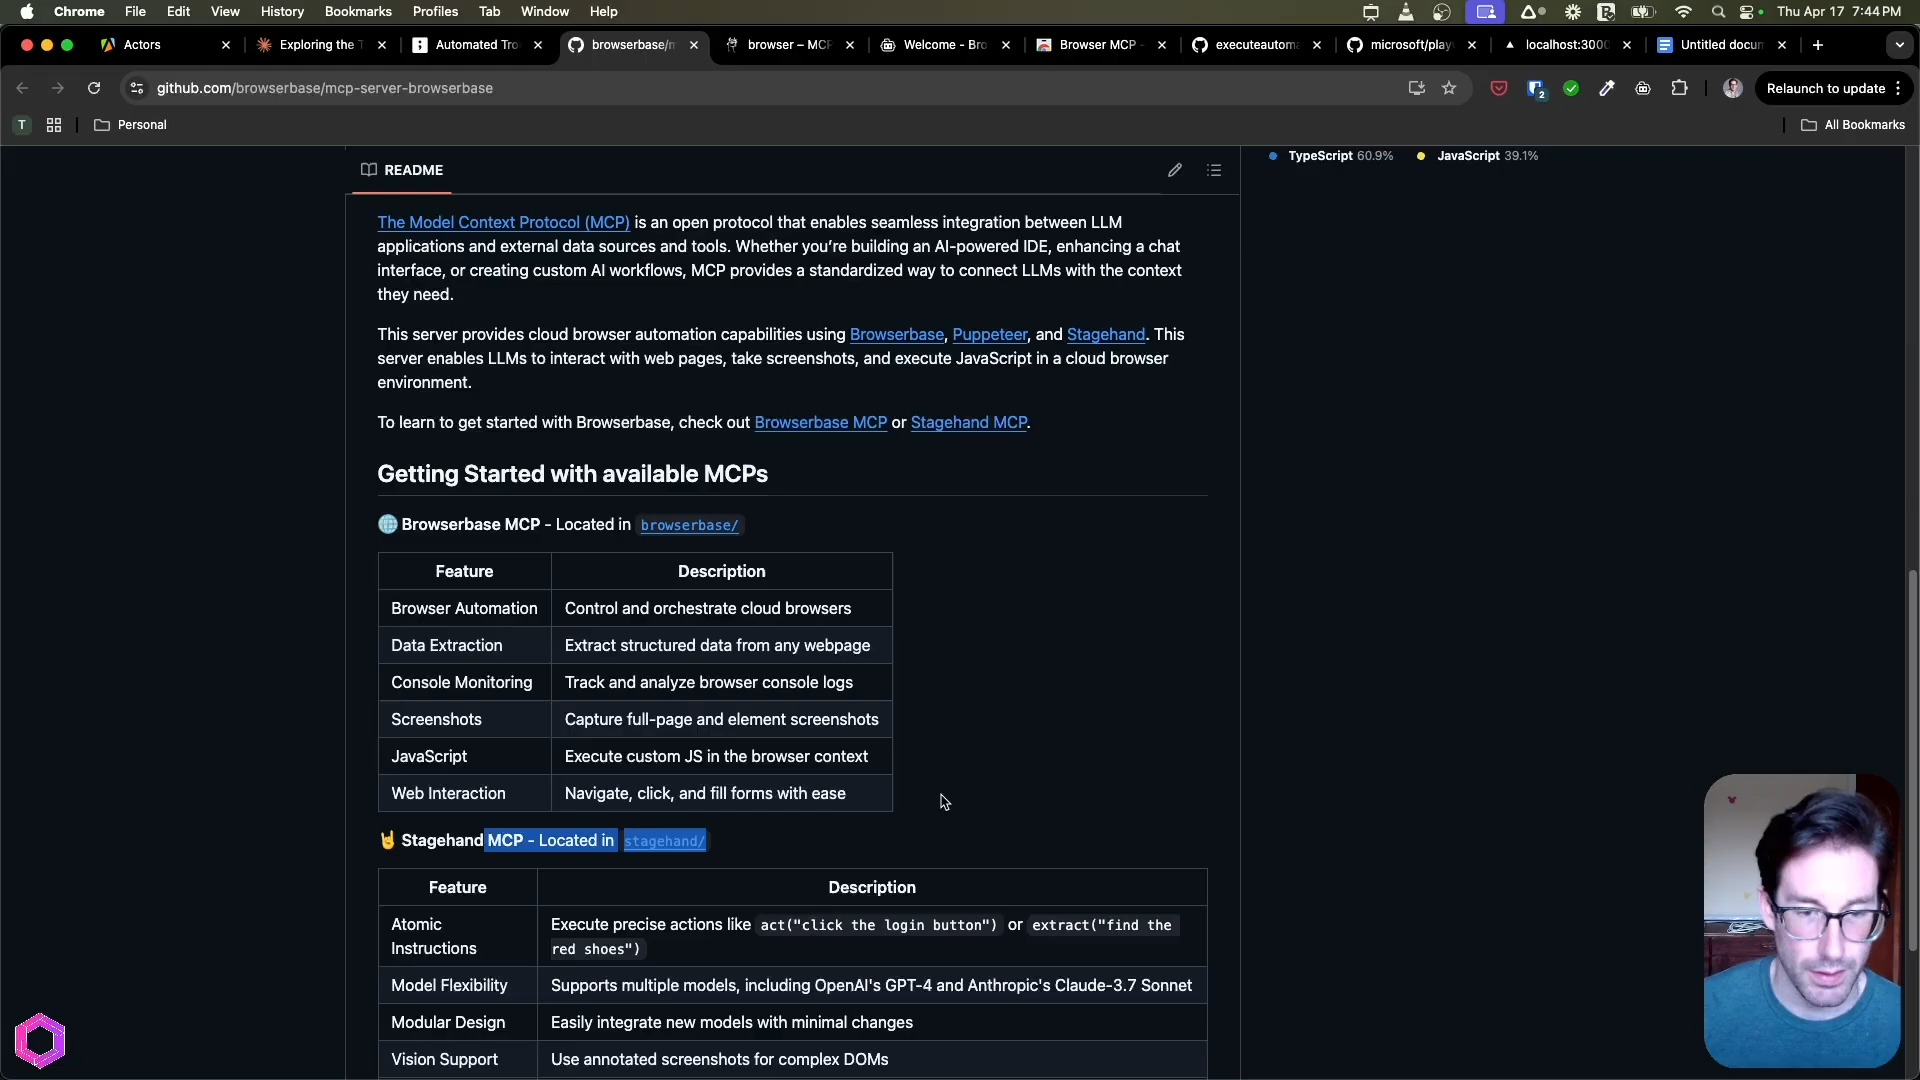 Chrome File Edit View History Bookmarks Profiles Tab Window Help Thu Apr 17 7:44 PM
Actors Exploring the T Automated Tro browserbase/m browser – MCP Welcome - Bro Browser MCP - executeautoma microsoft/play localhost:3000 Untitled docum
github.com/browserbase/mcp-server-browserbase 2 Relaunch to update
T Personal All Bookmarks
README
TypeScript 60.9% JavaScript 39.1%
The Model Context Protocol (MCP) is an open protocol that enables seamless integration between LLM
applications and external data sources and tools. Whether you’re building an AI-powered IDE, enhancing a chat
interface, or creating custom AI workflows, MCP provides a standardized way to connect LLMs with the context
they need.
This server provides cloud browser automation capabilities using Browserbase, Puppeteer, and Stagehand. This
server enables LLMs to interact with web pages, take screenshots, and execute JavaScript in a cloud browser
environment.
To learn to get started with Browserbase, check out Browserbase MCP or Stagehand MCP.
Getting Started with available MCPs
🌐 Browserbase MCP - Located in browserbase/
Feature Description
Browser Automation Control and orchestrate cloud browsers
Data Extraction Extract structured data from any webpage
Console Monitoring Track and analyze browser console logs
Screenshots Capture full-page and element screenshots
JavaScript Execute custom JS in the browser context
Web Interaction Navigate, click, and fill forms with ease
🤘 Stagehand MCP - Located in stagehand/
Feature Description
Atomic
Instructions
Execute precise actions like act("click the login button") or extract("find the
red shoes")
Model Flexibility Supports multiple models, including OpenAI's GPT-4 and Anthropic's Claude-3.7 Sonnet
Modular Design Easily integrate new models with minimal changes
Vision Support Use annotated screenshots for complex DOMs